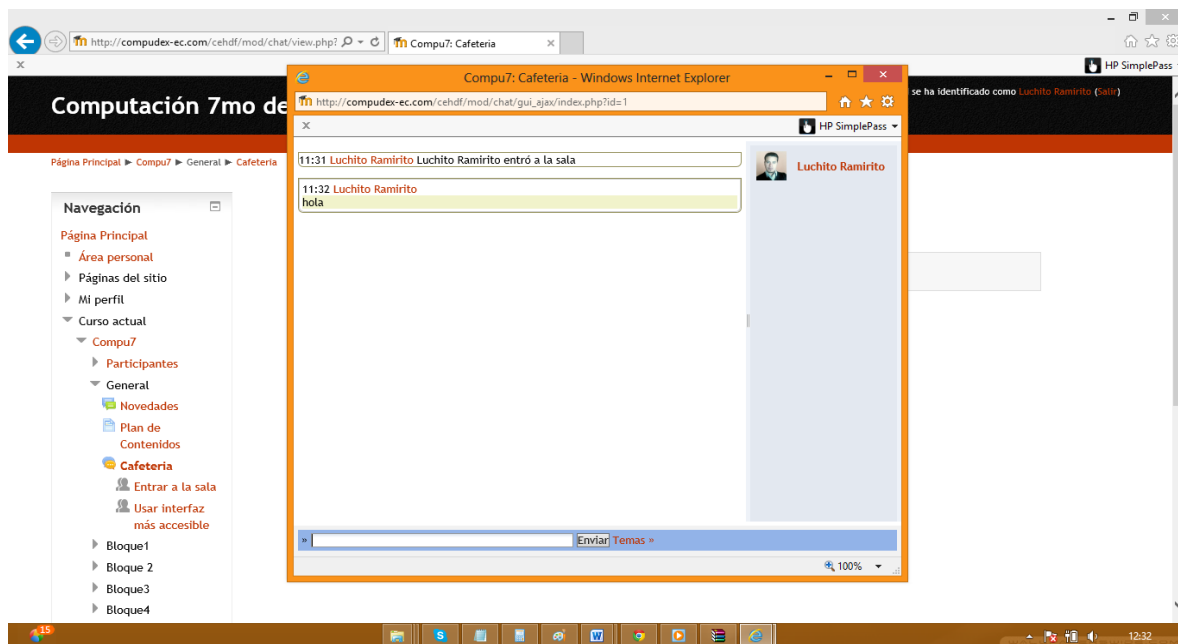 http://compudex-ec.com/cehdf/mod/chat/view.php?
Compu7: Cafeteria
HP SimplePass
Computación 7mo de
se ha identificado como Luchito Ramirito (Salir)
Página Principal ► Compu7 ► General ► Cafeteria
Navegación
Página Principal
Área personal
Páginas del sitio
Mi perfil
Curso actual
Compu7
Participantes
General
Novedades
Plan de
Contenidos
Cafeteria
Entrar a la sala
Usar interfaz
más accesible
Bloque1
Bloque 2
Bloque3
Bloque4
Compu7: Cafeteria - Windows Internet Explorer
http://compudex-ec.com/cehdf/mod/chat/gui_ajax/index.php?id=1
HP SimplePass
11:31 Luchito Ramirito Luchito Ramirito entró a la sala
11:32 Luchito Ramirito
hola
Luchito Ramirito
» Enviar Temas »
100%
15
12:32